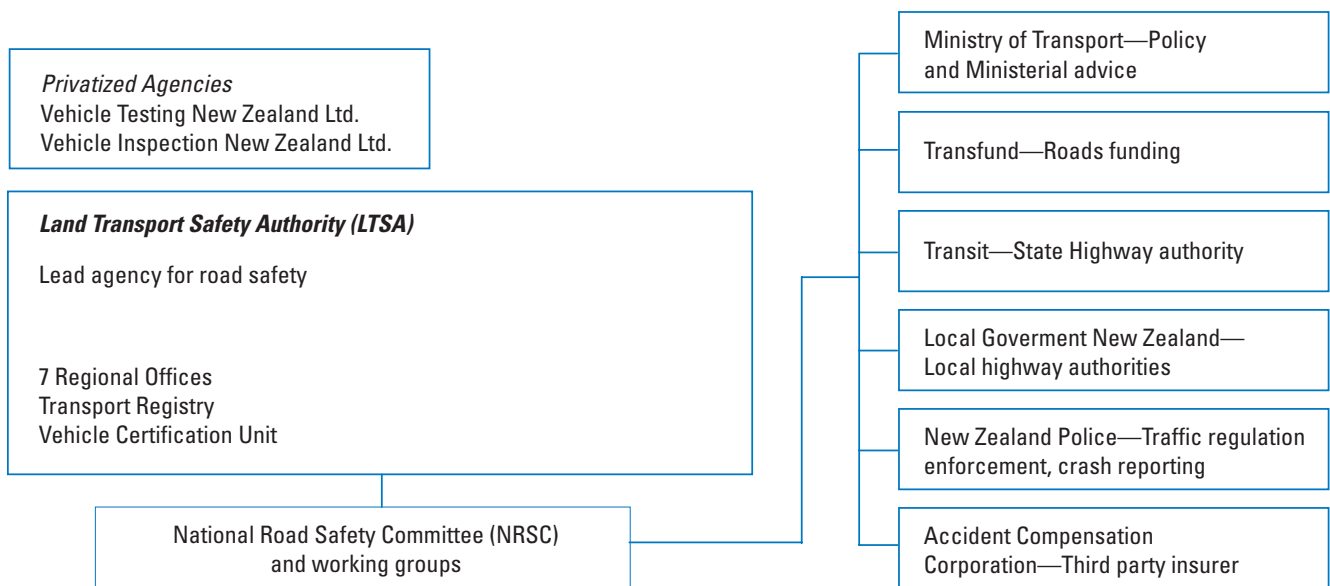 Privatized Agencies
Vehicle Testing New Zealand Ltd.
Vehicle Inspection New Zealand Ltd.
Land Transport Safety Authority (LTSA)
Lead agency for road safety
7 Regional Offices
Transport Registry
Vehicle Certification Unit
National Road Safety Committee (NRSC)
and working groups
Ministry of Transport—Policy
and Ministerial advice
Transfund—Roads funding
Transit—State Highway authority
Local Goverment New Zealand—
Local highway authorities
New Zealand Police—Traffic regulation
enforcement, crash reporting
Accident Compensation
Corporation—Third party insurer